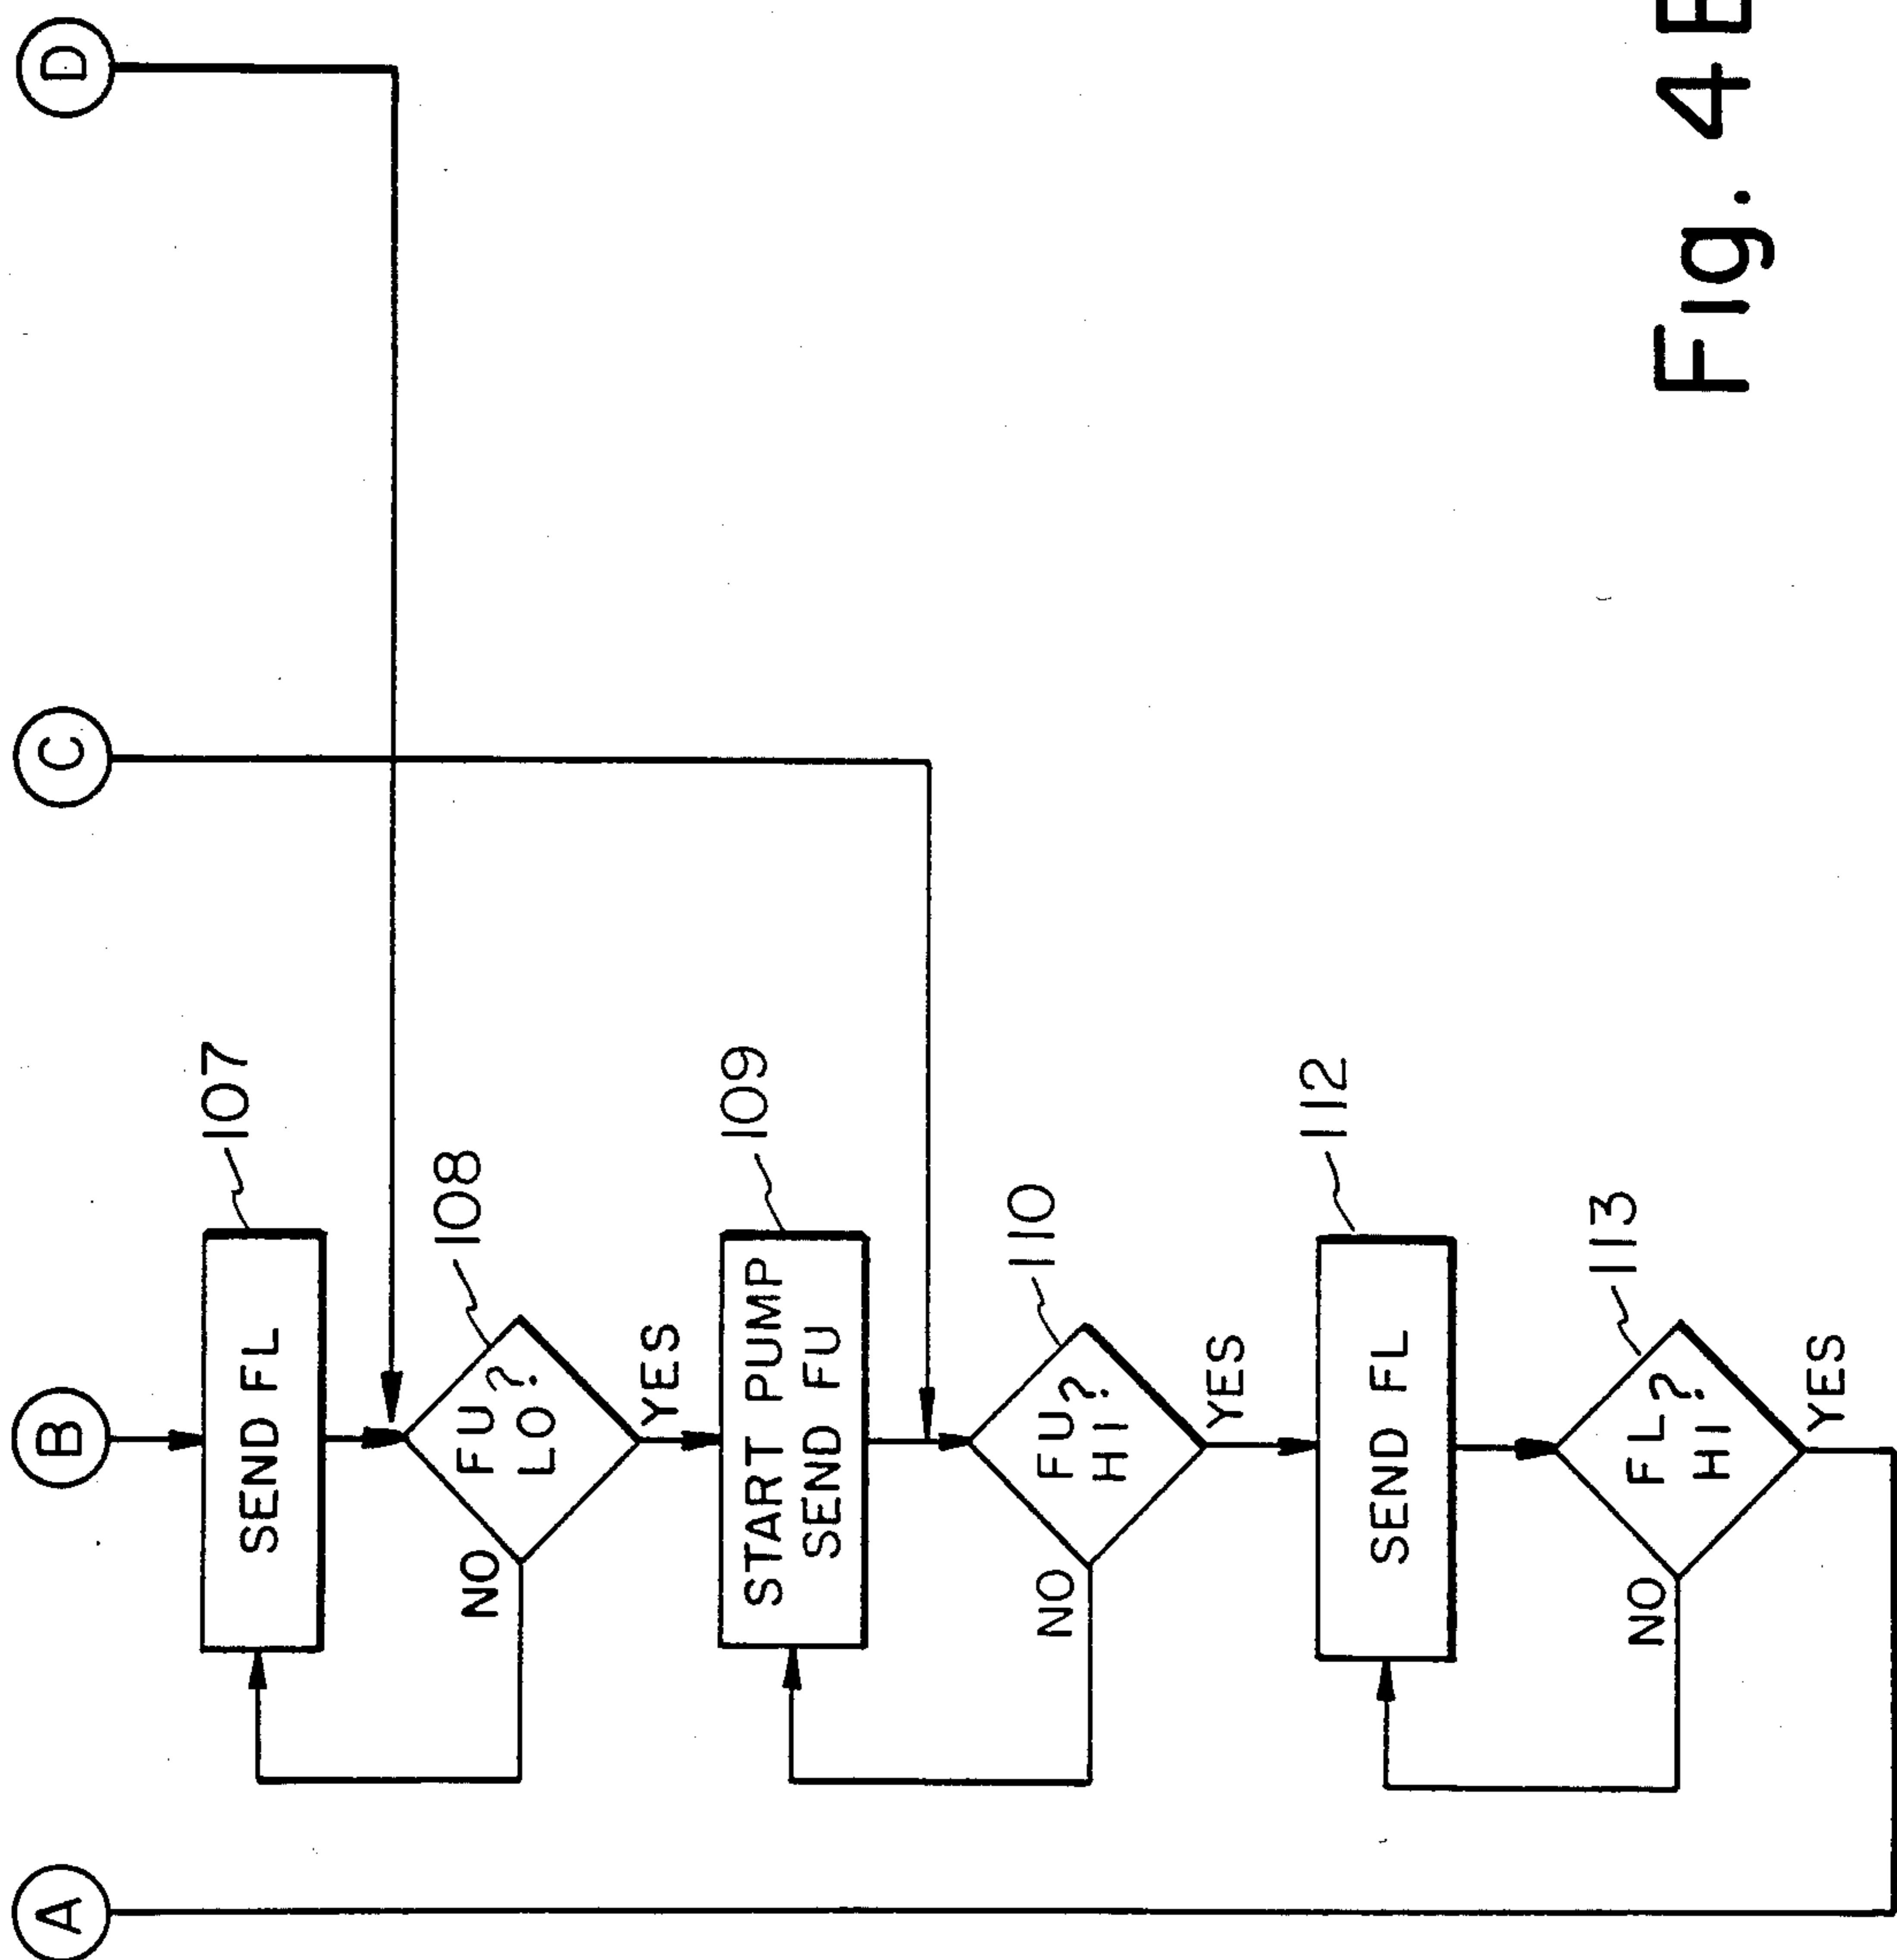 A
B
C
D
SEND FL
107
FU ?
LO
108
NO
YES
START PUMP
SEND FU
109
FU ?
HI
110
NO
YES
SEND FL
112
FL ?
HI
113
NO
YES
Fig. 4